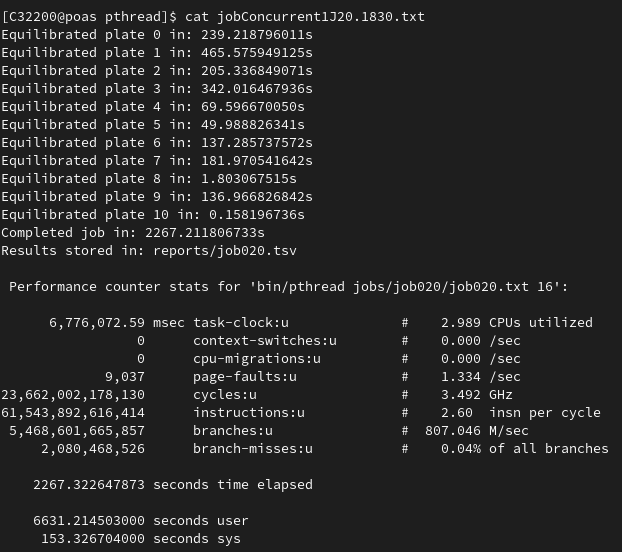 [C32200@poas pthread]$ cat jobConcurrent1J20.1830.txt
Equilibrated plate 0 in: 239.218796011s
Equilibrated plate 1 in: 465.575949125s
Equilibrated plate 2 in: 205.336849071s
Equilibrated plate 3 in: 342.016467936s
Equilibrated plate 4 in: 69.596670050s
Equilibrated plate 5 in: 49.988826341s
Equilibrated plate 6 in: 137.285737572s
Equilibrated plate 7 in: 181.970541642s
Equilibrated plate 8 in: 1.803067515s
Equilibrated plate 9 in: 136.966826842s
Equilibrated plate 10 in: 0.158196736s
Completed job in: 2267.211806733s
Results stored in: reports/job020.tsv
Performance counter stats for 'bin/pthread jobs/job020/job020.txt 16':
6,776,072.59 msec task-clock:u # 2.989 CPUs utilized
0 context-switches:u # 0.000 /sec
0 cpu-migrations:u # 0.000 /sec
9,037 page-faults:u # 1.334 /sec
23,662,002,178,130 cycles:u # 3.492 GHz
61,543,892,616,414 instructions:u # 2.60 insn per cycle
5,468,601,665,857 branches:u # 807.046 M/sec
2,080,468,526 branch-misses:u # 0.04% of all branches
2267.322647873 seconds time elapsed
6631.214503000 seconds user
153.326704000 seconds sys